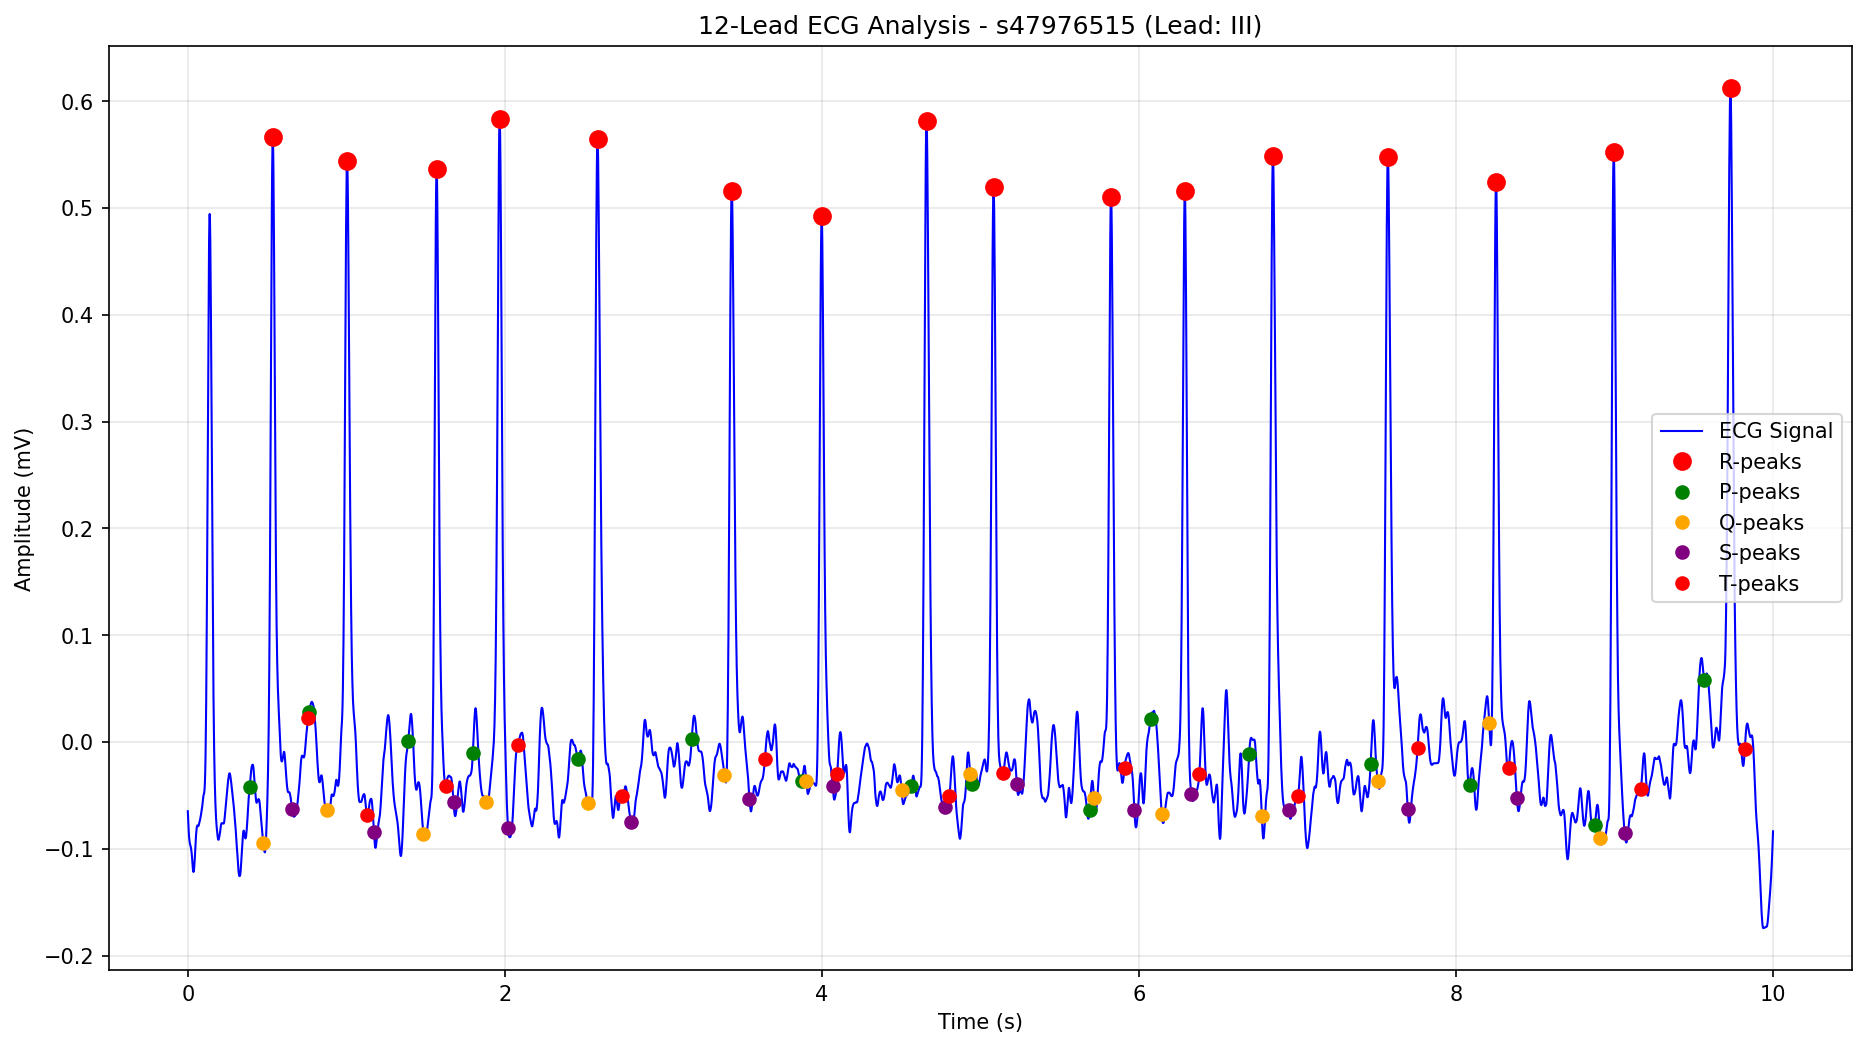 12-Lead ECG Analysis - s47976515 (Lead: III)
Amplitude (mV)
0.6
0.5
0.4
0.3
0.2
0.1
0.0
−0.1
−0.2
ECG Signal
R-peaks
P-peaks
Q-peaks
S-peaks
T-peaks
0 2 4 6 8 10
Time (s)